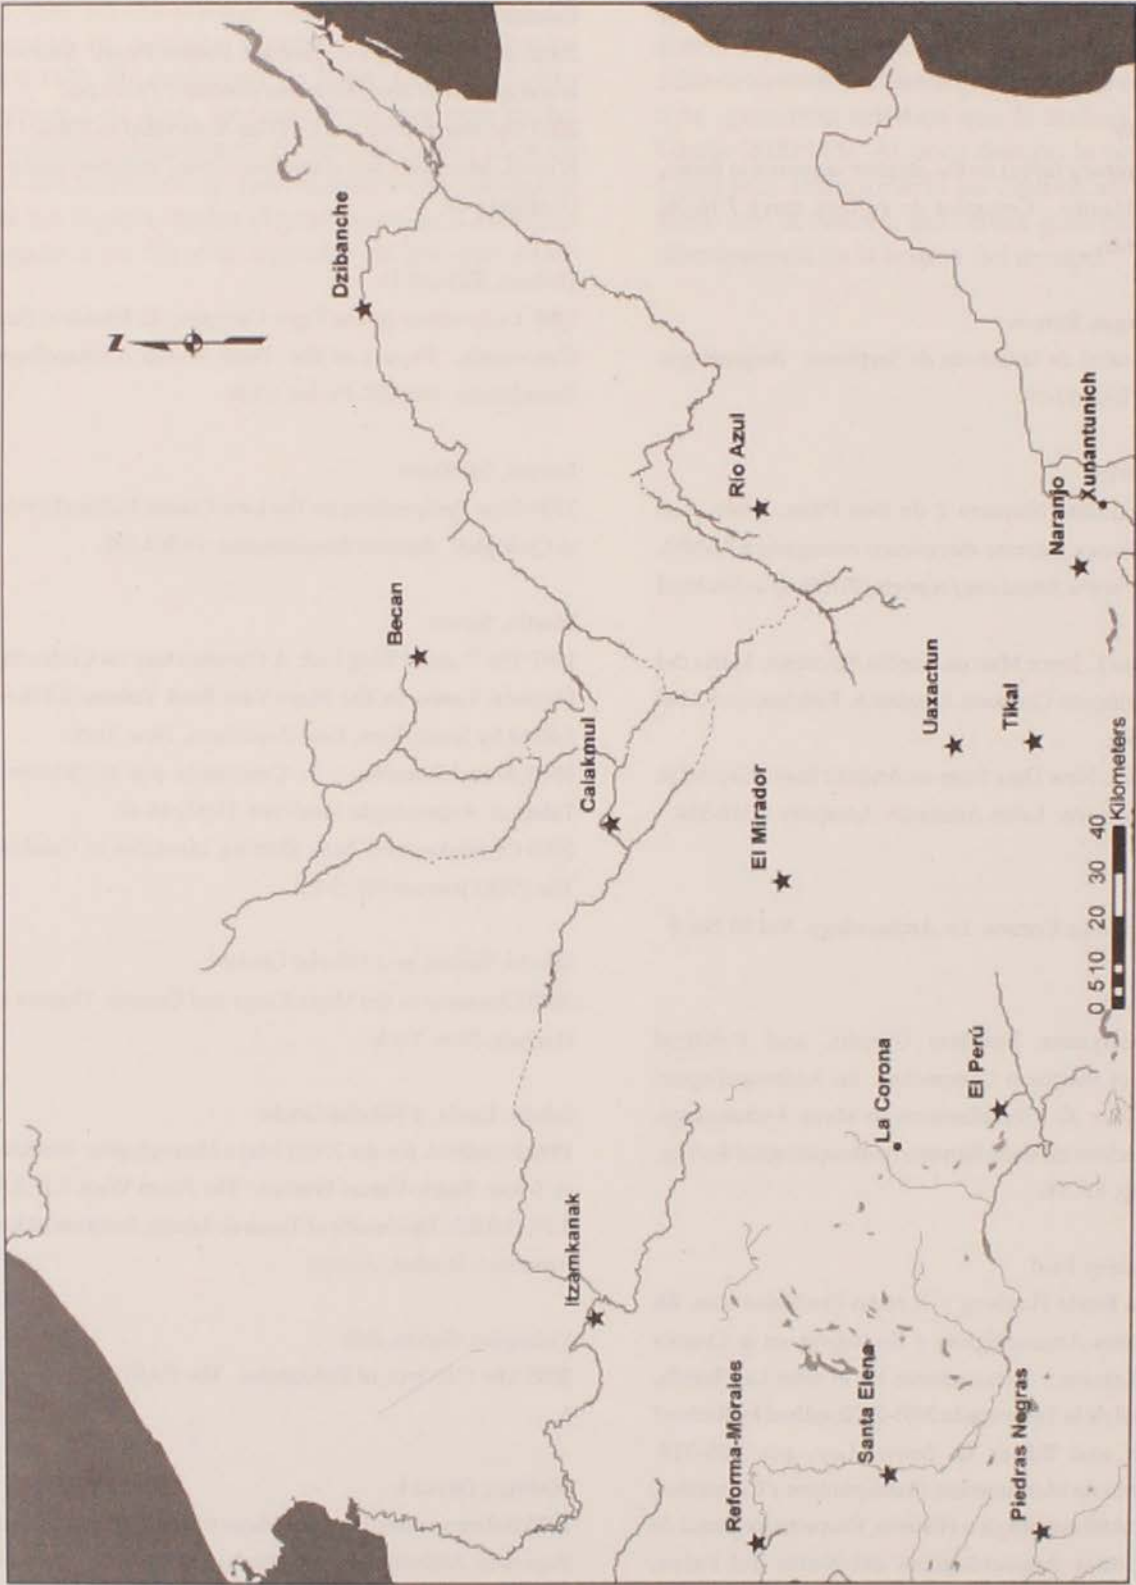 N
Dzibanche
Becan
Calakmul
Río Azul
El Mirador
Uaxactun
Tikal
Naranjo
Xunantunich
Itzamkanak
La Corona
El Perú
Reforma-Morales
Santa Elena
Piedras Negras
0 5 10 20 30 40
Kilometers